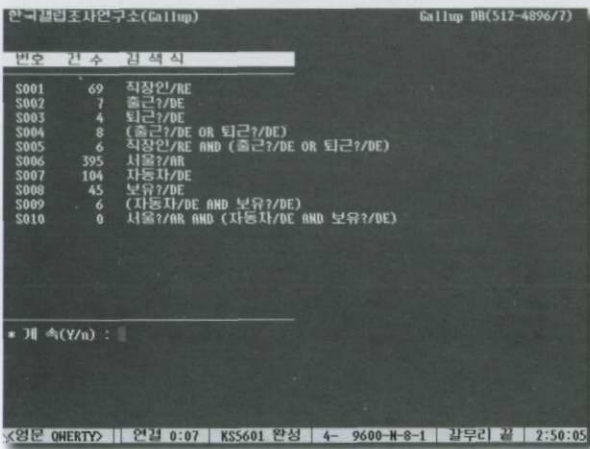 한국갤럽조사연구소(Gallup) Gallup DB(512-4896/7)
번호 건 수 검 색 식
S001 69 직장인/RE
S002 7 출근?/DE
S003 4 퇴근?/DE
S004 8 (출근?/DE OR 퇴근?/DE)
S005 6 직장인/RE AND (출근?/DE OR 퇴근?/DE)
S006 395 서울?/AR
S007 104 자동차/DE
S008 45 보유?/DE
S009 6 (자동차/DE AND 보유?/DE)
S010 0 서울?/AR AND (자동차/DE AND 보유?/DE)
* 계 속(Y/n) :
<영문 QWERTY> 연결 0:07 KS5601 완성 4- 9600-N-8-1 갈무리 끝 2:50:05